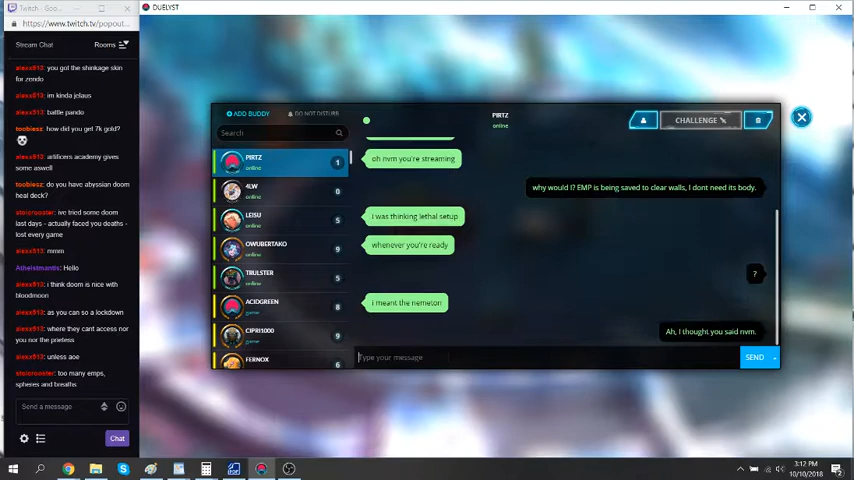 Twitch - Goo...
https://www.twitch.tv/popout...
Stream Chat
Rooms
alexx513: you got the shinkage skin
for zendo
alexx513: im kinda jelaus
alexx513: battle pando
toobiesz: how did you get 7k gold?
alexx513: artificers academy gives
some aswell
toobiesz: do you have abyssian doom
heal deck?
stoicrooster: ive tried some doom
last days - actually faced you deaths -
lost every game
alexx513: mmm
Atheistmantis: Hello
alexx513: i think doom is nice with
bloodmoon
alexx513: as you can so a lockdown
alexx513: where they cant access nor
you nor the prietess
alexx513: unless aoe
stoicrooster: too many emps,
spheres and breaths
Send a message
Chat
DUELYST
ADD BUDDY
DO NOT DISTURB
Search
PIRTZ
online
1
4LW
online
0
LEISU
online
5
OWUBERTAKO
online
9
TRULSTER
online
5
ACIDGREEN
game
8
CIPRI1000
game
9
FERNOX
6
PIRTZ
online
CHALLENGE
oh nvm you're streaming
why would I? EMP is being saved to clear walls, I dont need its body.
I was thinking lethal setup
whenever you're ready
?
i meant the nemeton
Ah, I thought you said nvm.
Type your message
SEND
3:12 PM
10/10/2018
2